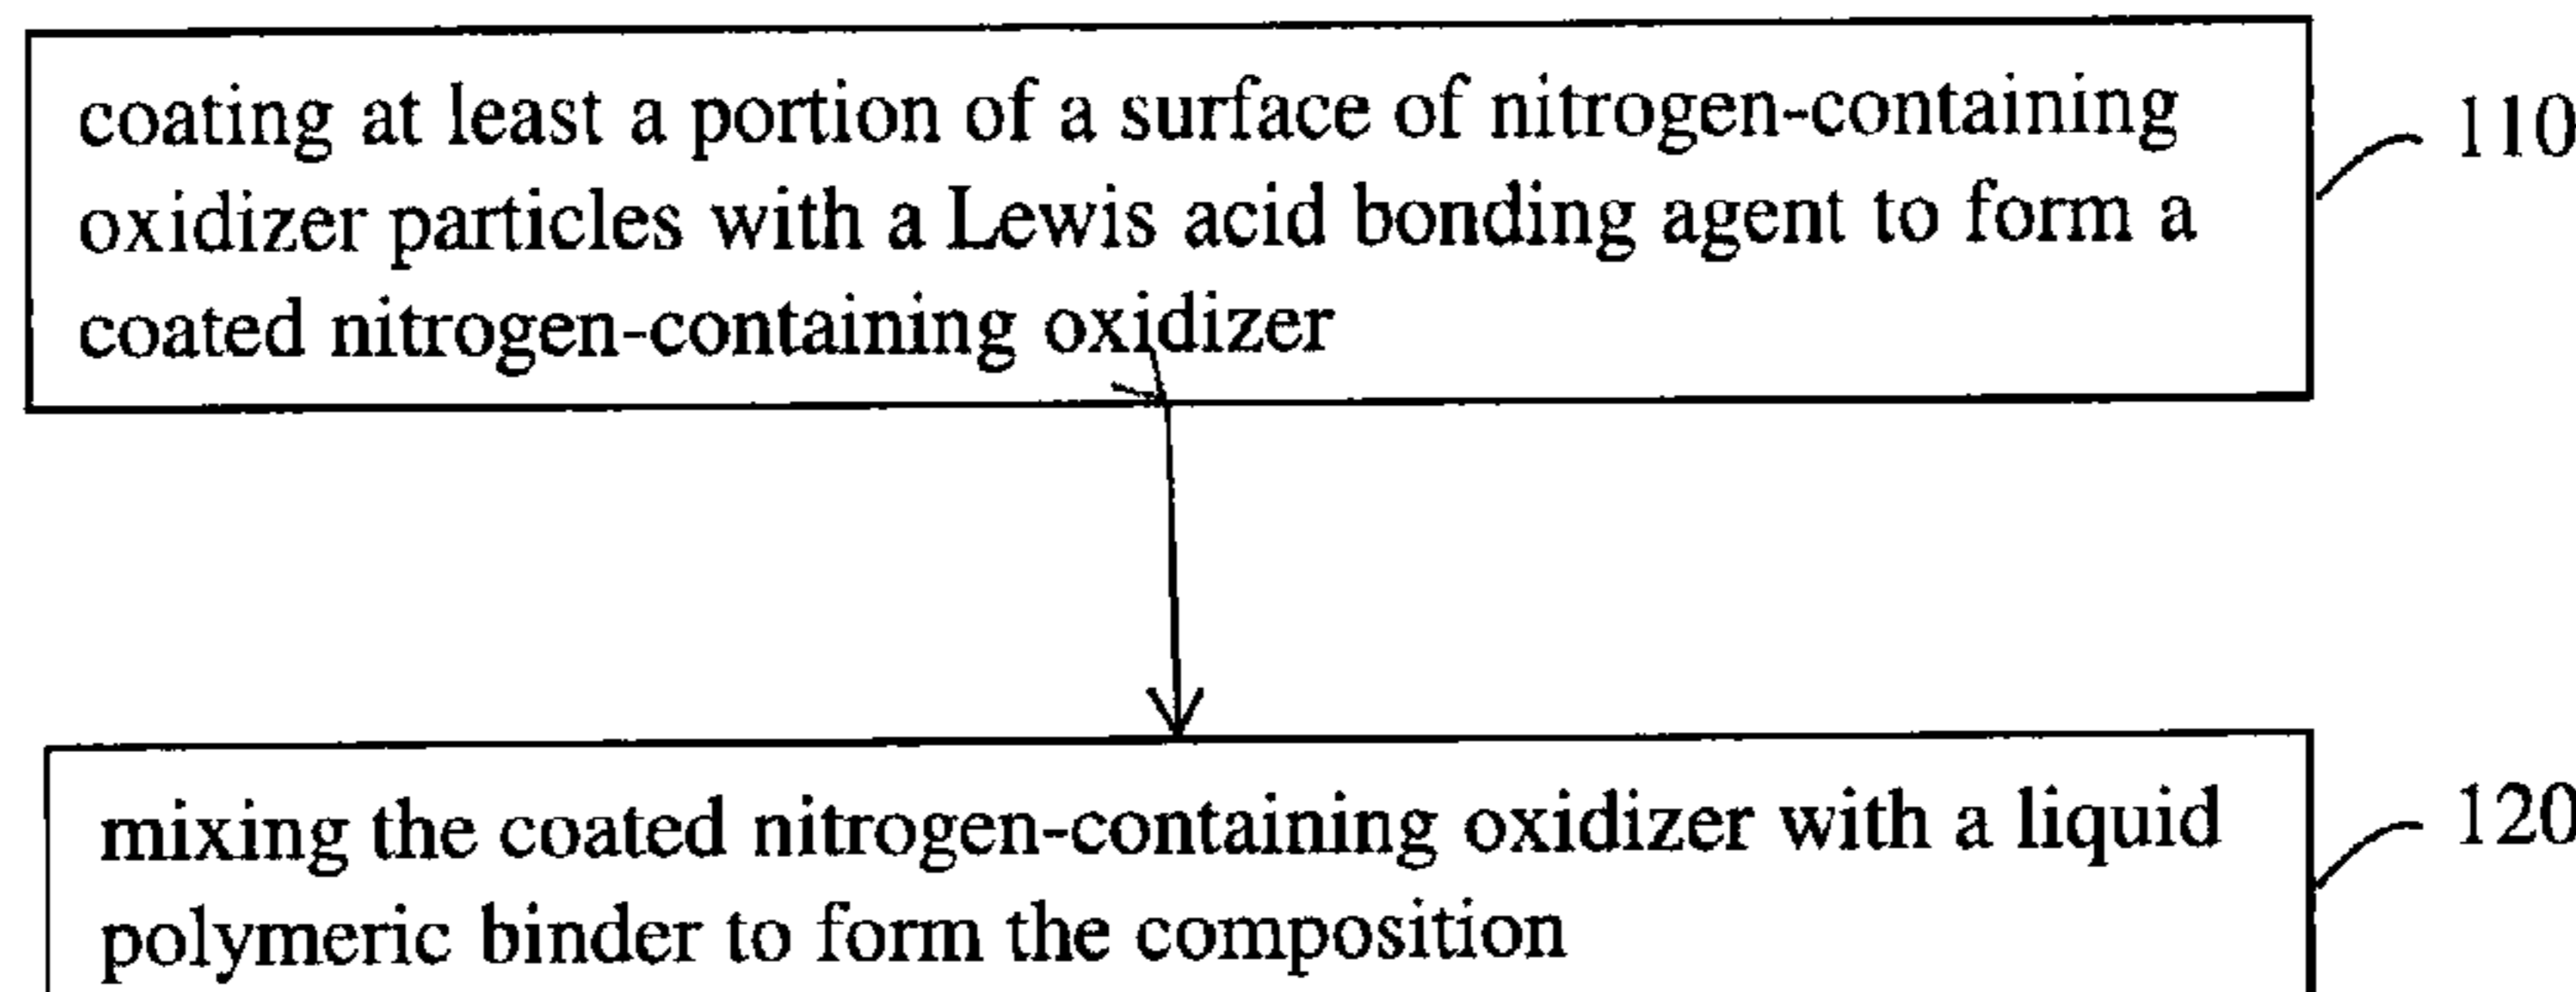 coating at least a portion of a surface of nitrogen-containing
110
oxidizer particles with a Lewis acid bonding agent to form a
coated nitrogen-containing oxidizer
mixing the coated nitrogen-containing oxidizer with a liquid
120
polymeric binder to form the composition